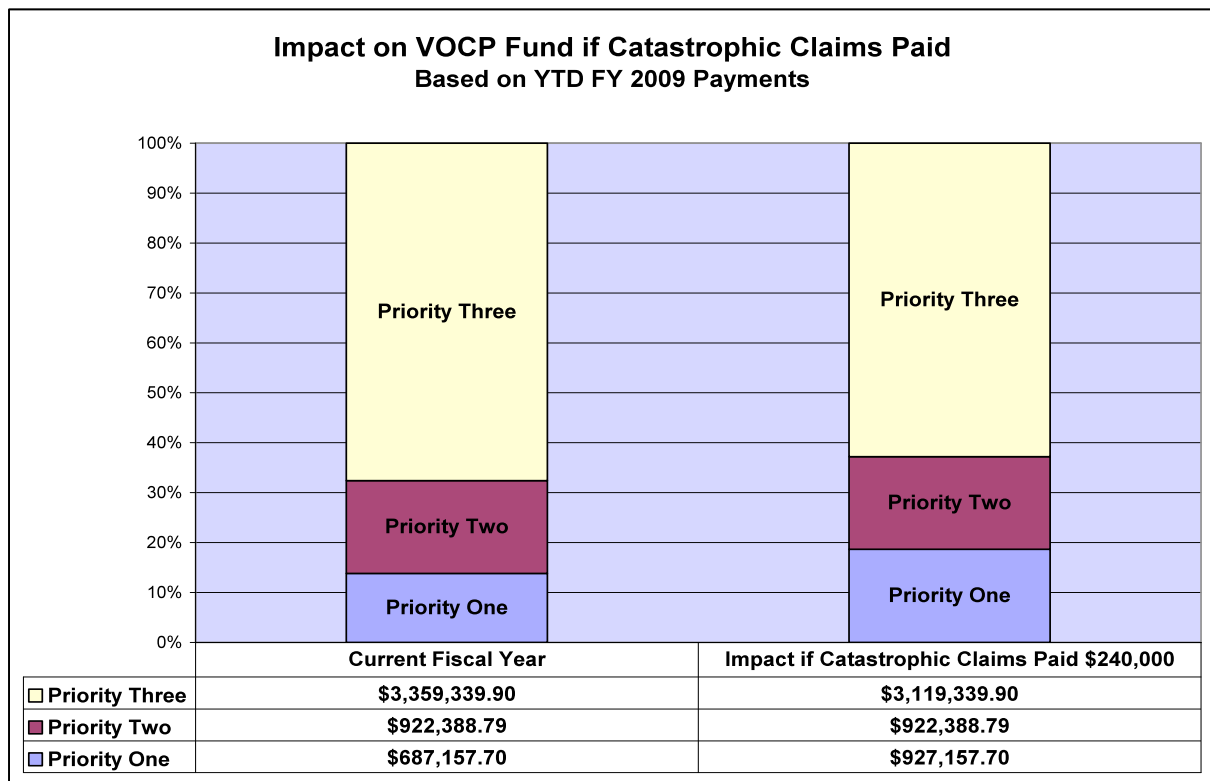 Impact on VOCP Fund if Catastrophic Claims Paid
Based on YTD FY 2009 Payments
100%
90%
80%
70%
60%
50%
40%
30%
20%
10%
0%
Priority Three
Priority Two
Priority One
Priority Three
Priority Two
Priority One
Current Fiscal Year Impact if Catastrophic Claims Paid $240,000
Priority Three $3,359,339.90 $3,119,339.90
Priority Two $922,388.79 $922,388.79
Priority One $687,157.70 $927,157.70